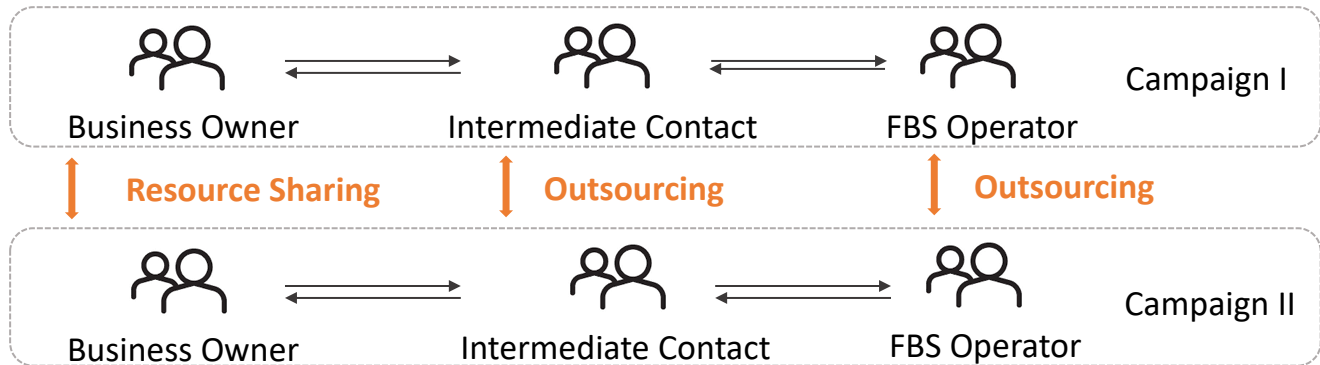 Campaign I
Business Owner
Intermediate Contact
FBS Operator
Resource Sharing
Outsourcing
Outsourcing
Campaign II
Business Owner
Intermediate Contact
FBS Operator